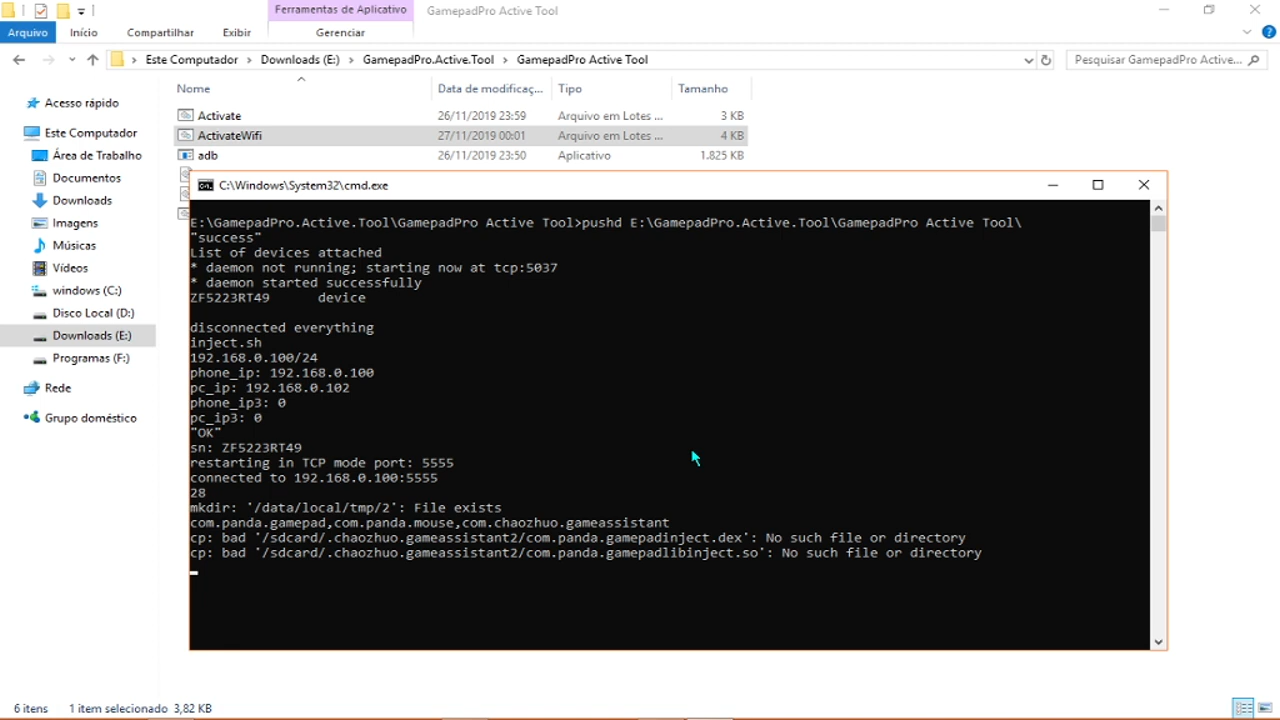 Ferramentas de Aplicativo
GamepadPro Active Tool
Arquivo
Início
Compartilhar
Exibir
Gerenciar
Este Computador
Downloads (E:)
GamepadPro.Active.Tool
GamepadPro Active Tool
Pesquisar GamepadPro Active...
Nome
Data de modificaç...
Tipo
Tamanho
Activate
26/11/2019 23:59
Arquivo em Lotes ...
3 KB
ActivateWifi
27/11/2019 00:01
Arquivo em Lotes ...
4 KB
adb
26/11/2019 23:50
Aplicativo
1.825 KB
Acesso rápido
Este Computador
Área de Trabalho
Documentos
Downloads
Imagens
Músicas
Vídeos
windows (C:)
Disco Local (D:)
Downloads (E:)
Programas (F:)
Rede
Grupo doméstico
C:\Windows\System32\cmd.exe
E:\GamepadPro.Active.Tool\GamepadPro Active Tool>pushd E:\GamepadPro.Active.Tool\GamepadPro Active Tool\
"success"
List of devices attached
* daemon not running; starting now at tcp:5037
* daemon started successfully
ZF5223RT49 device
disconnected everything
inject.sh
192.168.0.100/24
phone_ip: 192.168.0.100
pc_ip: 192.168.0.102
phone_ip3: 0
pc_ip3: 0
"OK"
sn: ZF5223RT49
restarting in TCP mode port: 5555
connected to 192.168.0.100:5555
28
mkdir: '/data/local/tmp/2': File exists
com.panda.gamepad,com.panda.mouse,com.chaozhuo.gameassistant
cp: bad '/sdcard/.chaozhuo.gameassistant2/com.panda.gamepadinject.dex': No such file or directory
cp: bad '/sdcard/.chaozhuo.gameassistant2/com.panda.gamepadlibinject.so': No such file or directory
6 itens
1 item selecionado 3,82 KB